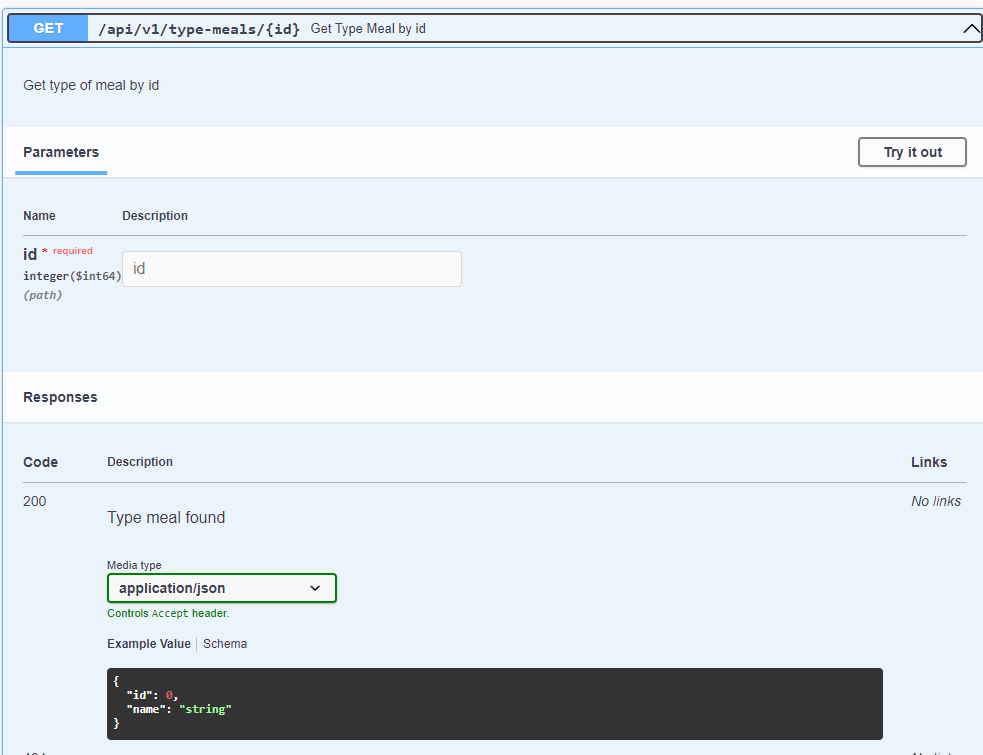 GET /api/v1/type-meals/{id} Get Type Meal by id
Get type of meal by id
Parameters
Try it out
Name Description
id * required
integer($int64)
(path)
id
Responses
Code Description Links
200 No links
Type meal found
Media type
application/json
Controls Accept header.
Example Value Schema
{
"id": 0,
"name": "string"
}